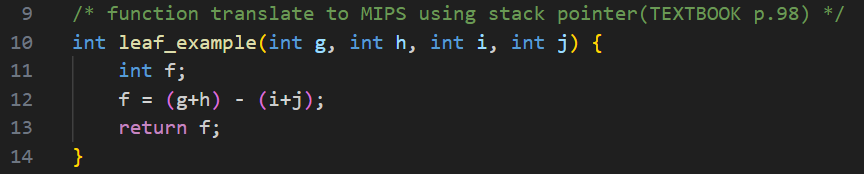 9 /* function translate to MIPS using stack pointer(TEXTBOOK p.98) */
10 int leaf_example(int g, int h, int i, int j) {
11 int f;
12 f = (g+h) - (i+j);
13 return f;
14 }